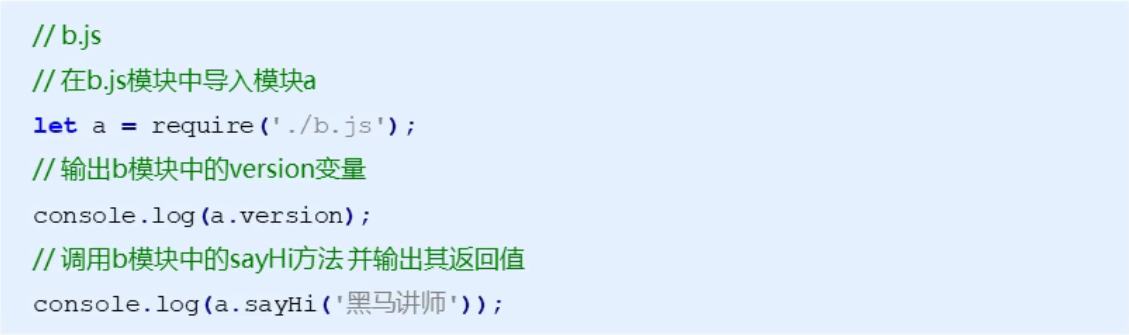 // b.js
// 在b.js模块中导入模块a
let a = require('./b.js');
// 输出b模块中的version变量
console.log(a.version);
// 调用b模块中的sayHi方法 并输出其返回值
console.log(a.sayHi('黑马讲师'));